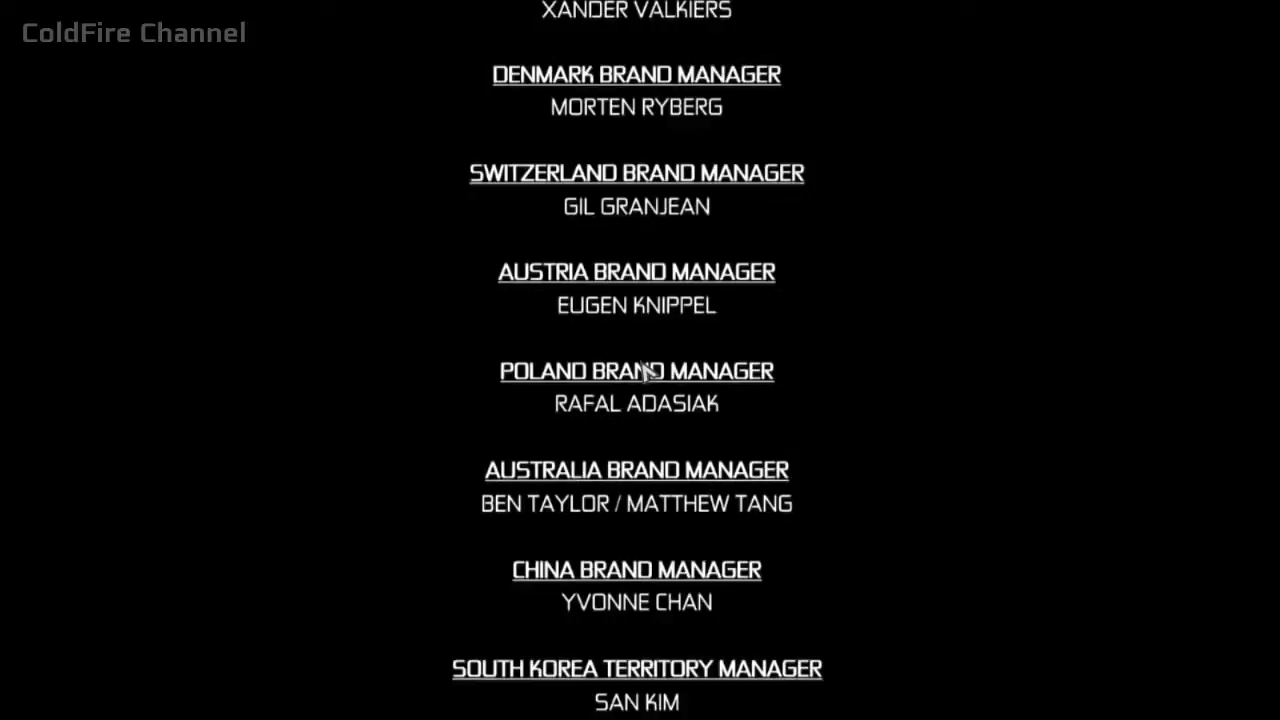 XANDER VALKIERS
ColdFire Channel
DENMARK BRAND MANAGER
MORTEN RYBERG
SWITZERLAND BRAND MANAGER
GIL GRANJEAN
AUSTRIA BRAND MANAGER
EUGEN KNIPPEL
POLAND BRAND MANAGER
RAFAL ADASIAK
AUSTRALIA BRAND MANAGER
BEN TAYLOR / MATTHEW TANG
CHINA BRAND MANAGER
YVONNE CHAN
SOUTH KOREA TERRITORY MANAGER
SAN KIM